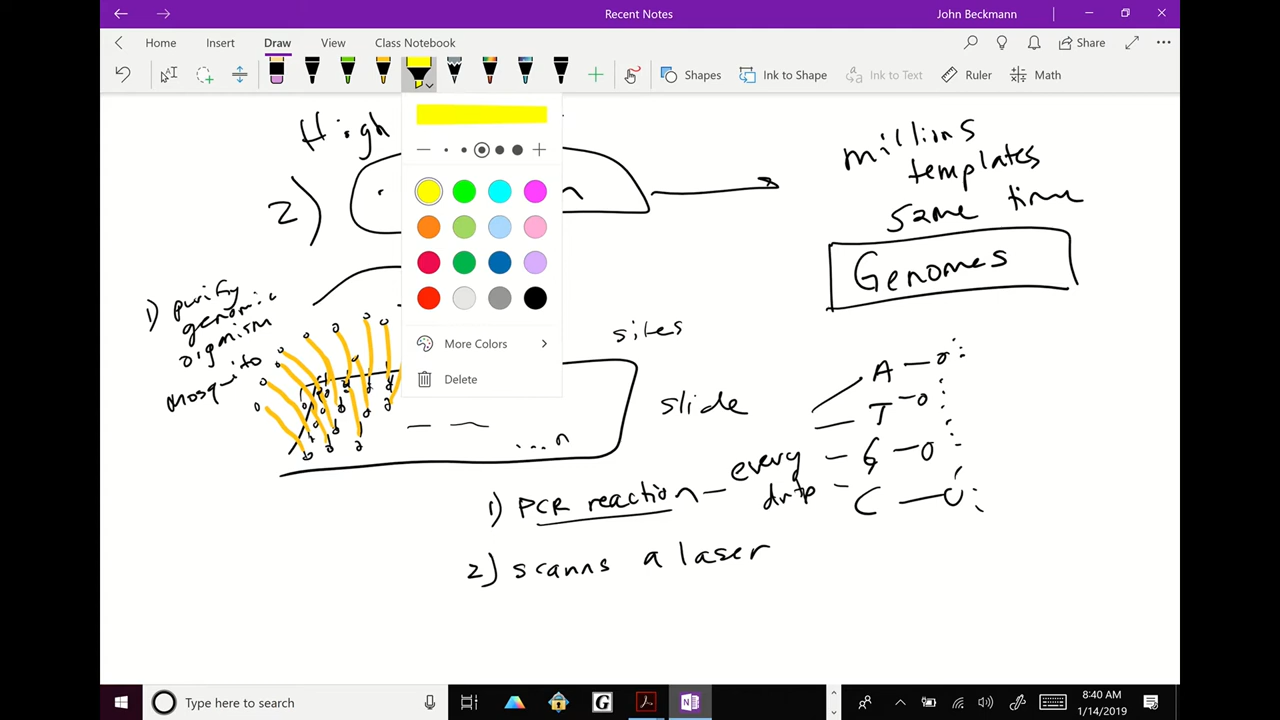 Recent Notes
John Beckmann
Home
Insert
Draw
View
Class Notebook
Share
Shapes
Ink to Shape
Ink to Text
Ruler
Math
High
2)
millions
templates
same time
Genomes
1) purify
genomic
orgmism
mosquito
More Colors
Delete
sites
slide
A
T
G
C
...n
1) PCR reaction - every
drop
2) scanns a laser
Type here to search
8:40 AM
1/14/2019